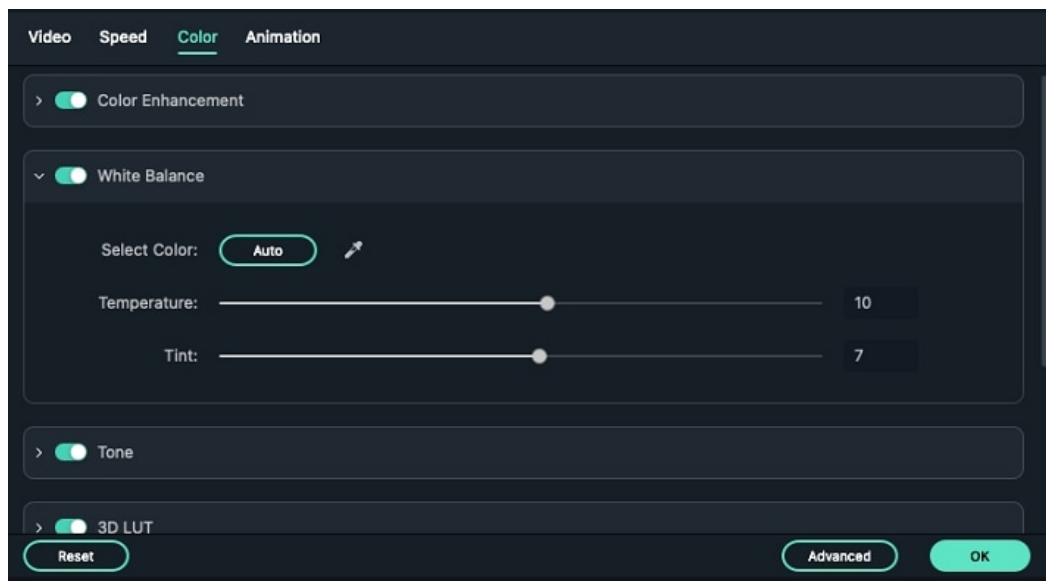 Video Speed Color Animation
Color Enhancement
White Balance
Select Color: Auto
Temperature: 10
Tint: 7
Tone
3D LUT
Reset Advanced OK